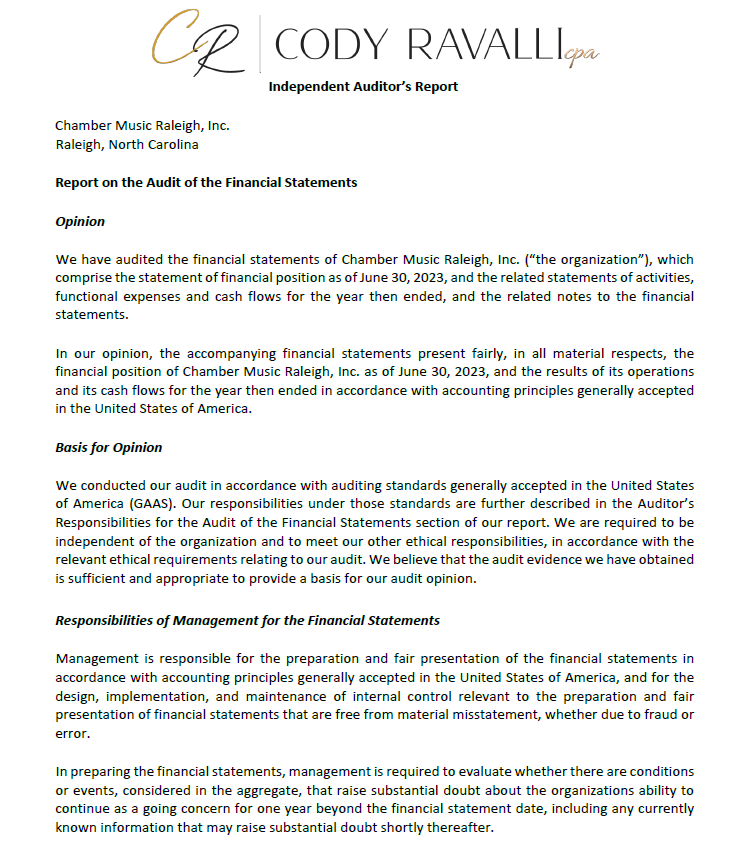 CR CODY RAVALLI cpa
Independent Auditor's Report
Chamber Music Raleigh, Inc.
Raleigh, North Carolina
Report on the Audit of the Financial Statements
Opinion
We have audited the financial statements of Chamber Music Raleigh, Inc. (“the organization”), which
comprise the statement of financial position as of June 30, 2023, and the related statements of activities,
functional expenses and cash flows for the year then ended, and the related notes to the financial
statements.
In our opinion, the accompanying financial statements present fairly, in all material respects, the
financial position of Chamber Music Raleigh, Inc. as of June 30, 2023, and the results of its operations
and its cash flows for the year then ended in accordance with accounting principles generally accepted
in the United States of America.
Basis for Opinion
We conducted our audit in accordance with auditing standards generally accepted in the United States
of America (GAAS). Our responsibilities under those standards are further described in the Auditor’s
Responsibilities for the Audit of the Financial Statements section of our report. We are required to be
independent of the organization and to meet our other ethical responsibilities, in accordance with the
relevant ethical requirements relating to our audit. We believe that the audit evidence we have obtained
is sufficient and appropriate to provide a basis for our audit opinion.
Responsibilities of Management for the Financial Statements
Management is responsible for the preparation and fair presentation of the financial statements in
accordance with accounting principles generally accepted in the United States of America, and for the
design, implementation, and maintenance of internal control relevant to the preparation and fair
presentation of financial statements that are free from material misstatement, whether due to fraud or
error.
In preparing the financial statements, management is required to evaluate whether there are conditions
or events, considered in the aggregate, that raise substantial doubt about the organizations ability to
continue as a going concern for one year beyond the financial statement date, including any currently
known information that may raise substantial doubt shortly thereafter.